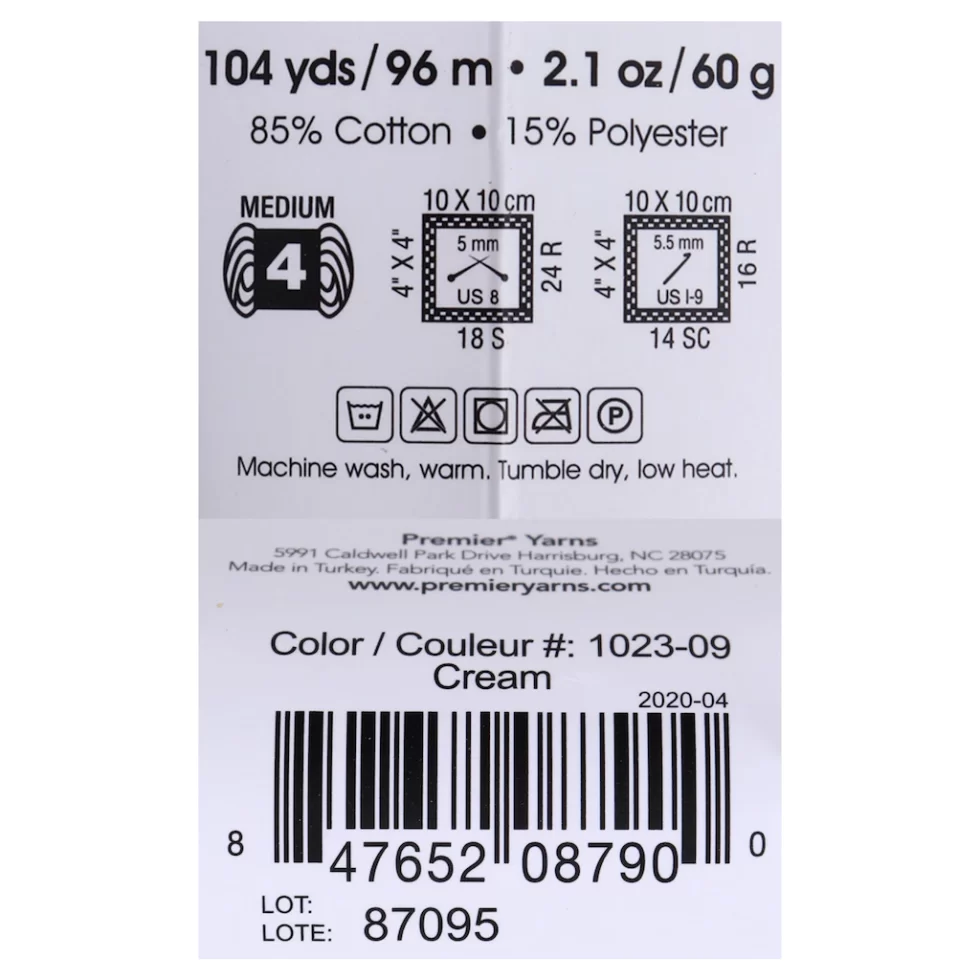 104 yds/96 m • 2.1 oz/60 g
85% Cotton • 15% Polyester
MEDIUM
4
10 X 10 cm
4" X 4"
5 mm
US 8
24 R
18 S
10 X 10 cm
4" X 4"
5.5 mm
US I-9
16 R
14 SC
P
Machine wash, warm. Tumble dry, low heat.
Premier® Yarns
5991 Caldwell Park Drive Harrisburg, NC 28075
Made in Turkey. Fabriqué en Turquie. Hecho en Turquía.
www.premieryarns.com
Color / Couleur #: 1023-09
Cream
2020-04
8 47652 08790 0
LOT:
LOTE: 87095